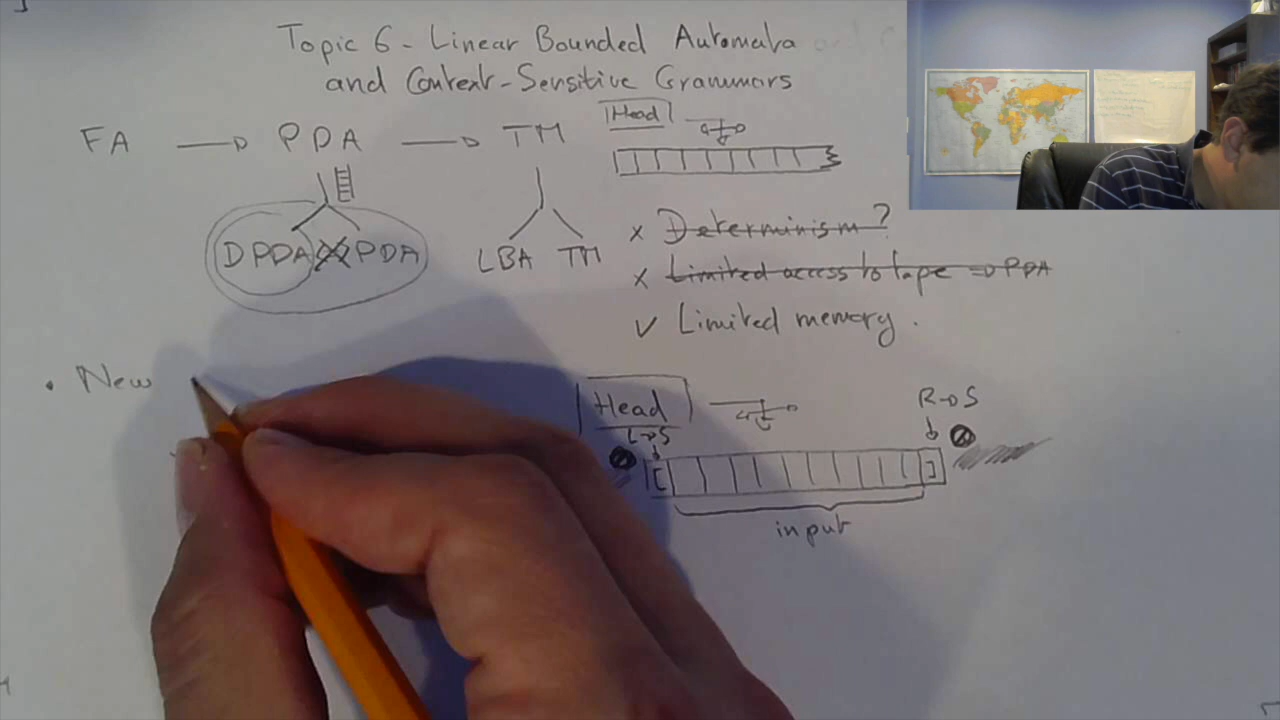 Topic 6 - Linear Bounded Automata
and Context-Sensitive Grammars
FA → PDA → TM
Head
DPDA PDA
LBA TM
x Determinism?
x Limited access to tape ⇒ PDA
✓ Limited memory.
• New
Head
L→S
R→S
[ ]
input